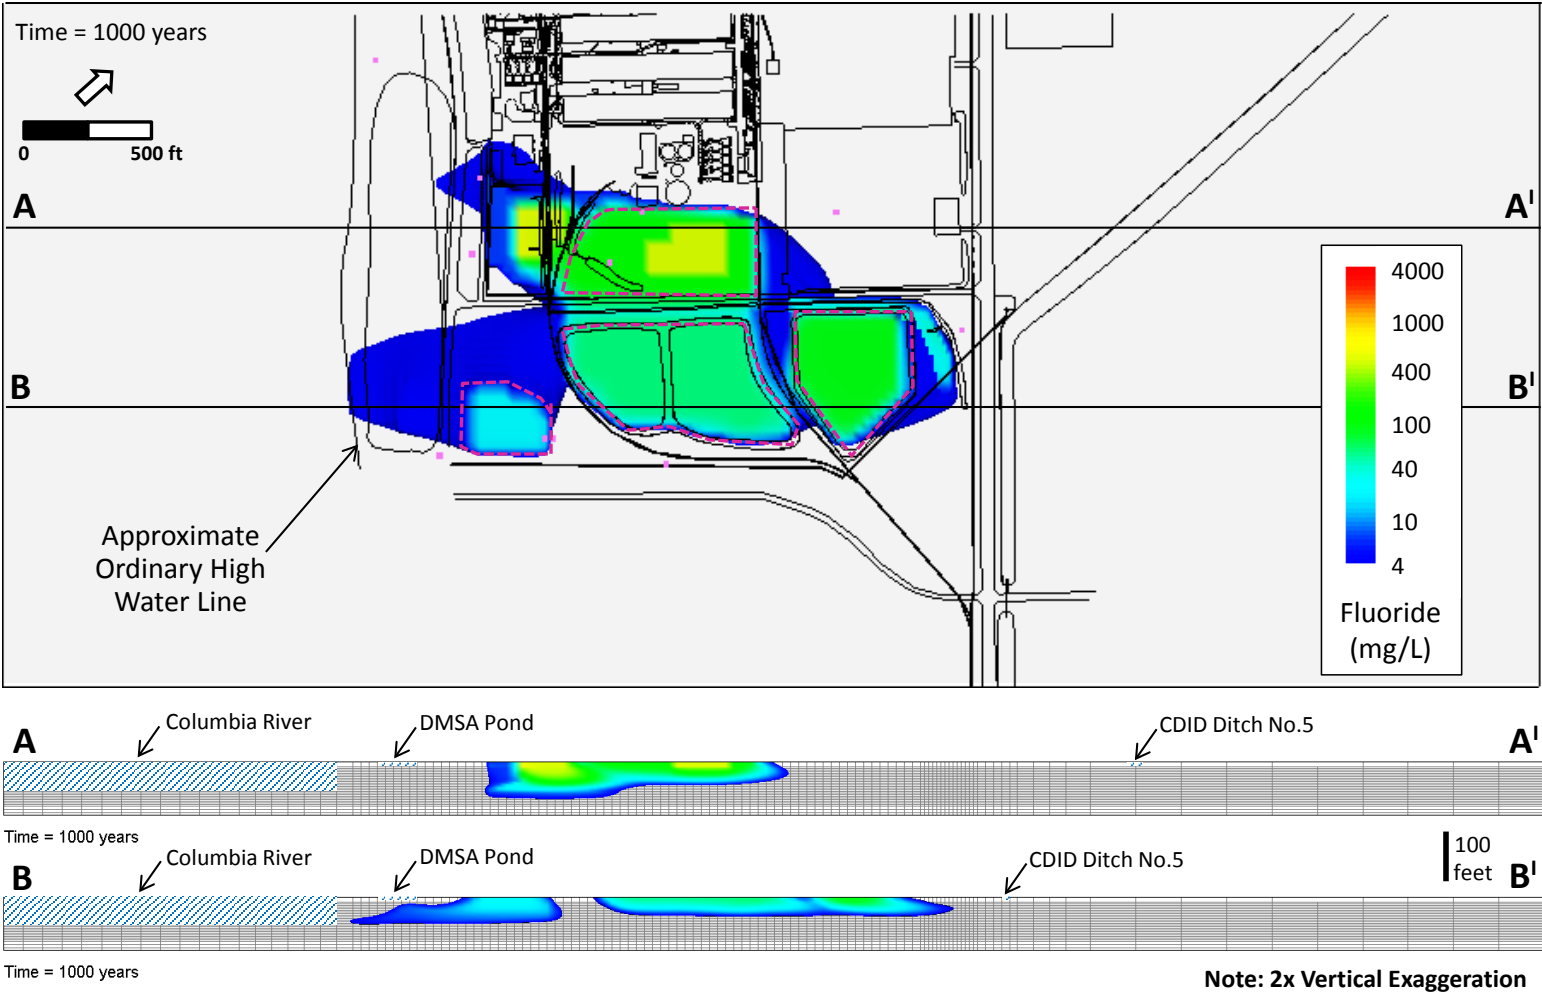 Time = 1000 years
0 500 ft
A A'
B B'
4000
1000
400
100
40
10
4
Fluoride
(mg/L)
Approximate
Ordinary High
Water Line
A Columbia River DMSA Pond CDID Ditch No.5 A'
Time = 1000 years
B Columbia River DMSA Pond CDID Ditch No.5 B'
100
feet
Time = 1000 years
Note: 2x Vertical Exaggeration